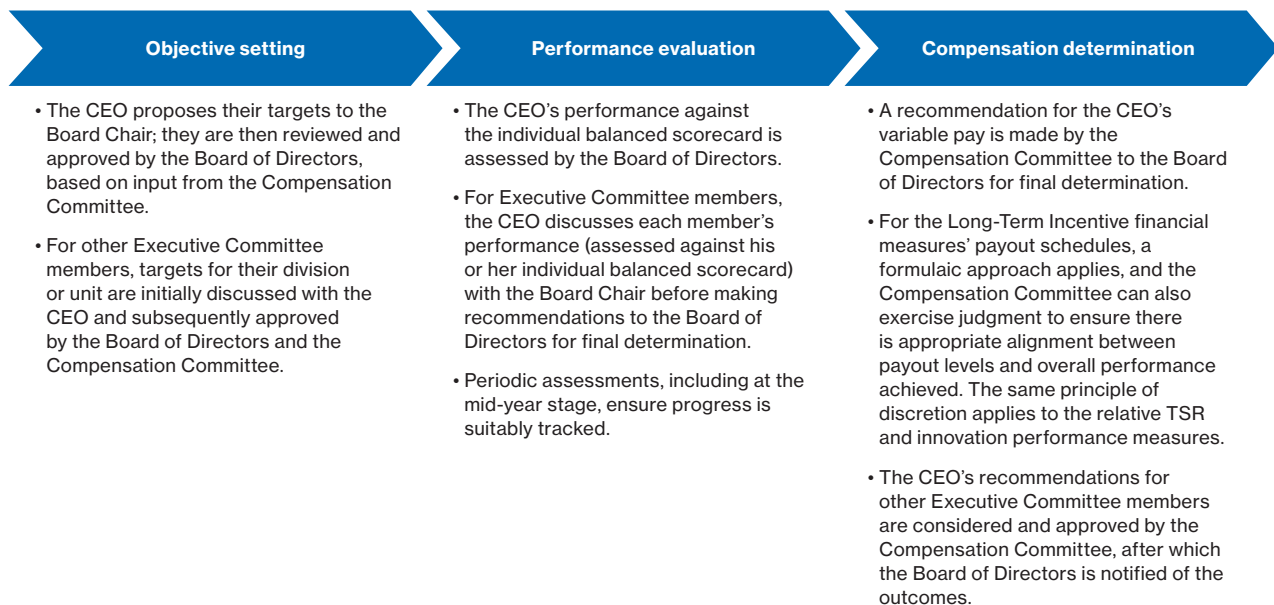 Objective setting
• The CEO proposes their targets to the
Board Chair; they are then reviewed and
approved by the Board of Directors,
based on input from the Compensation
Committee.
• For other Executive Committee
members, targets for their division
or unit are initially discussed with the
CEO and subsequently approved
by the Board of Directors and the
Compensation Committee.
Performance evaluation
• The CEO’s performance against
the individual balanced scorecard is
assessed by the Board of Directors.
• For Executive Committee members,
the CEO discusses each member’s
performance (assessed against his
or her individual balanced scorecard)
with the Board Chair before making
recommendations to the Board of
Directors for final determination.
• Periodic assessments, including at the
mid-year stage, ensure progress is
suitably tracked.
Compensation determination
• A recommendation for the CEO’s
variable pay is made by the
Compensation Committee to the Board
of Directors for final determination.
• For the Long-Term Incentive financial
measures’ payout schedules, a
formulaic approach applies, and the
Compensation Committee can also
exercise judgment to ensure there
is appropriate alignment between
payout levels and overall performance
achieved. The same principle of
discretion applies to the relative TSR
and innovation performance measures.
• The CEO’s recommendations for
other Executive Committee members
are considered and approved by the
Compensation Committee, after which
the Board of Directors is notified of the
outcomes.